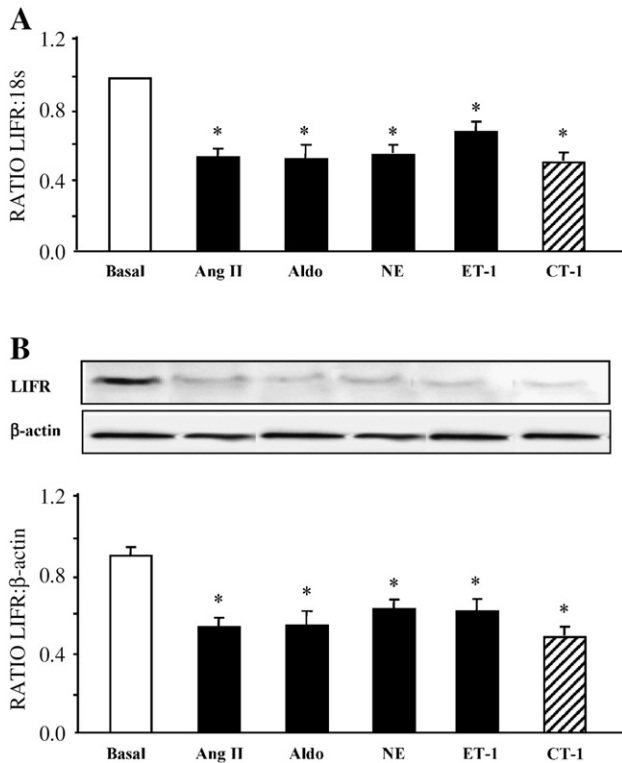 A
RATIO LIFR:18s
1.2
0.8
0.4
0.0
* * * * *
Basal Ang II Aldo NE ET-1 CT-1
B
LIFR
β-actin
RATIO LIFR:β-actin
1.2
0.8
0.4
0.0
* * * * *
Basal Ang II Aldo NE ET-1 CT-1